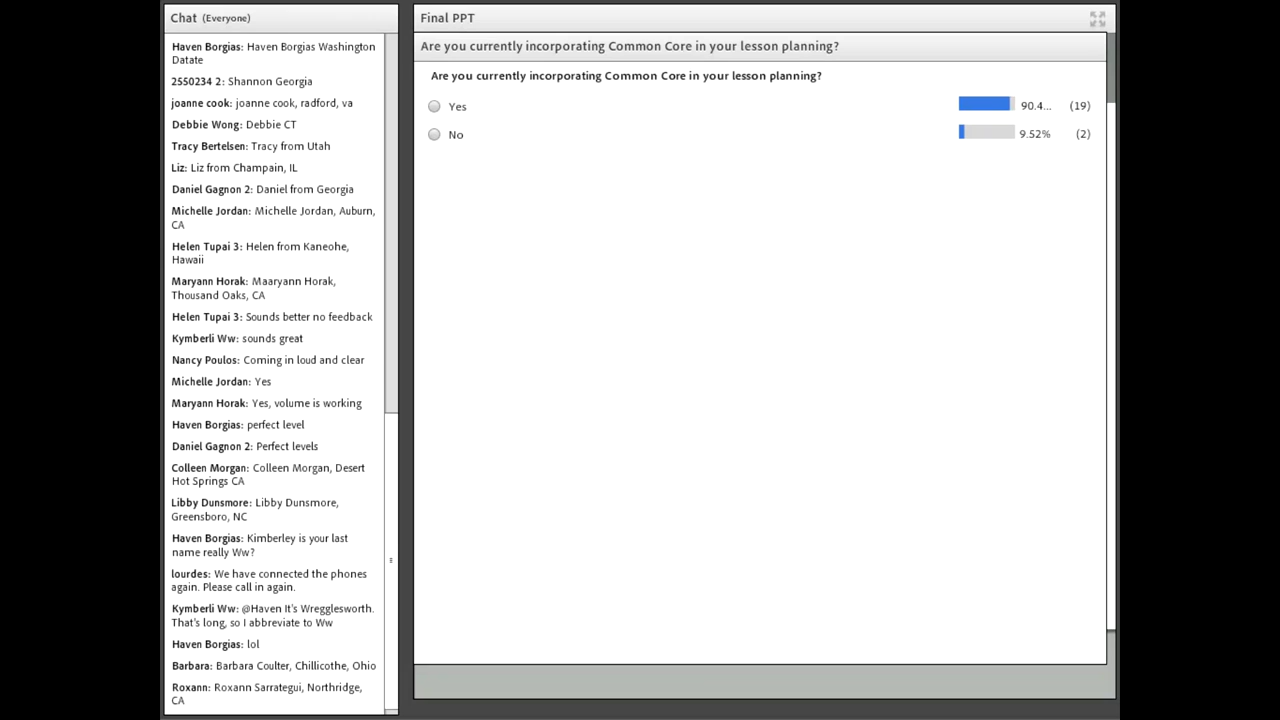 Chat (Everyone)
Haven Borgias: Haven Borgias Washington
Datate
2550234 2: Shannon Georgia
joanne cook: joanne cook, radford, va
Debbie Wong: Debbie CT
Tracy Bertelsen: Tracy from Utah
Liz: Liz from Champain, IL
Daniel Gagnon 2: Daniel from Georgia
Michelle Jordan: Michelle Jordan, Auburn,
CA
Helen Tupai 3: Helen from Kaneohe,
Hawaii
Maryann Horak: Maaryann Horak,
Thousand Oaks, CA
Helen Tupai 3: Sounds better no feedback
Kymberli Ww: sounds great
Nancy Poulos: Coming in loud and clear
Michelle Jordan: Yes
Maryann Horak: Yes, volume is working
Haven Borgias: perfect level
Daniel Gagnon 2: Perfect levels
Colleen Morgan: Colleen Morgan, Desert
Hot Springs CA
Libby Dunsmore: Libby Dunsmore,
Greensboro, NC
Haven Borgias: Kimberley is your last
name really Ww?
lourdes: We have connected the phones
again. Please call in again.
Kymberli Ww: @Haven It's Wregglesworth.
That's long, so I abbreviate to Ww
Haven Borgias: lol
Barbara: Barbara Coulter, Chillicothe, Ohio
Roxann: Roxann Sarrategui, Northridge,
CA
Final PPT
Are you currently incorporating Common Core in your lesson planning?
Are you currently incorporating Common Core in your lesson planning?
Yes 90.4... (19)
No 9.52% (2)